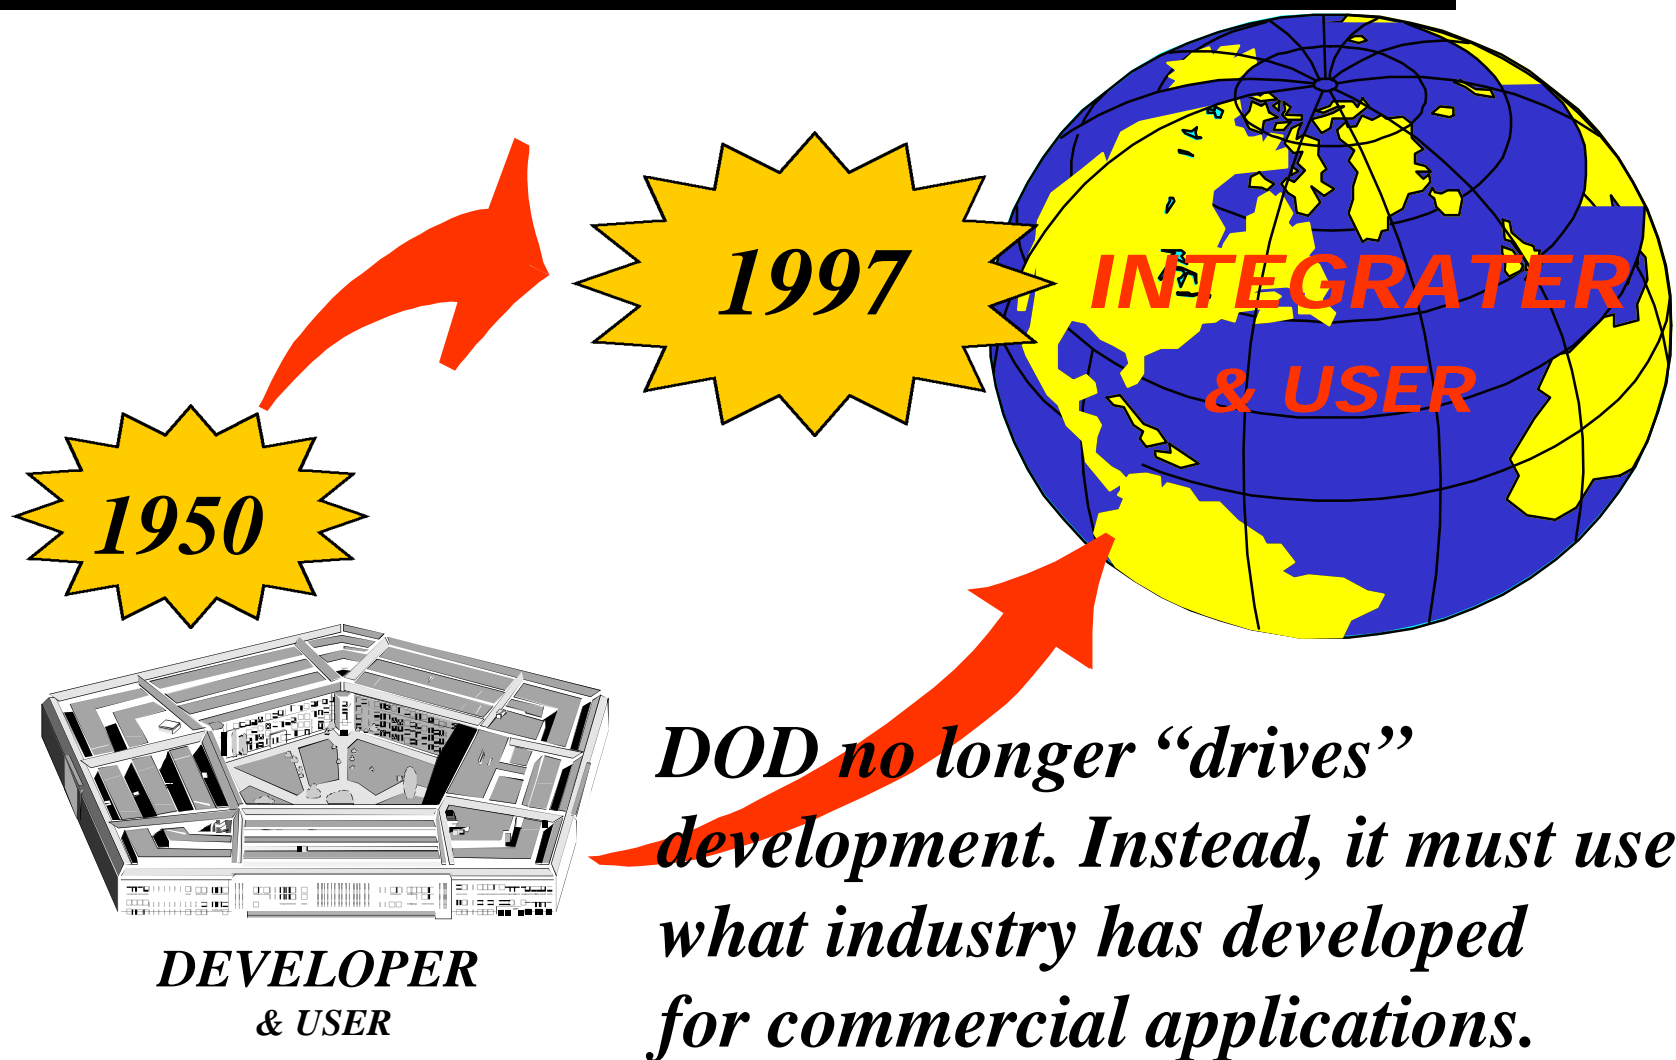 1997
INTEGRATER
& USER
1950
DOD no longer “drives”
development. Instead, it must use
what industry has developed
for commercial applications.
DEVELOPER
& USER